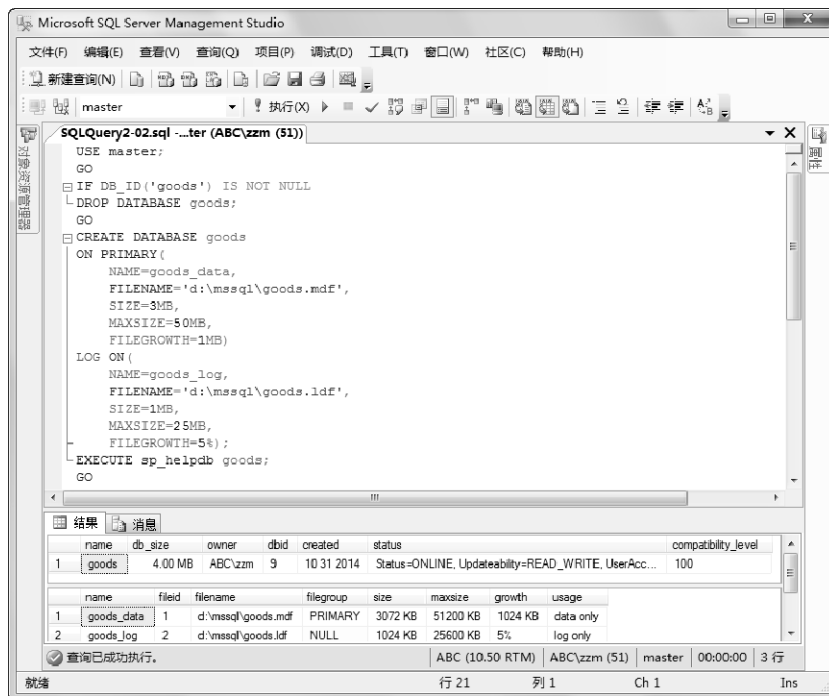 Microsoft SQL Server Management Studio
文件(F) 编辑(E) 查看(V) 查询(Q) 项目(P) 调试(D) 工具(T) 窗口(W) 社区(C) 帮助(H)
新建查询(N)
master 执行(X)
SQLQuery2-02.sql -...ter (ABC\zzm (51))
对象资源管理器
属性
USE master;
GO
IF DB_ID('goods') IS NOT NULL
DROP DATABASE goods;
GO
CREATE DATABASE goods
ON PRIMARY(
NAME=goods_data,
FILENAME='d:\mssql\goods.mdf',
SIZE=3MB,
MAXSIZE=50MB,
FILEGROWTH=1MB)
LOG ON(
NAME=goods_log,
FILENAME='d:\mssql\goods.ldf',
SIZE=1MB,
MAXSIZE=25MB,
FILEGROWTH=5%);
EXECUTE sp_helpdb goods;
GO
结果 消息
name db_size owner dbid created status compatibility_level
1 goods 4.00 MB ABC\zzm 9 10 31 2014 Status=ONLINE, Updateability=READ_WRITE, UserAcc... 100
name fileid filename filegroup size maxsize growth usage
1 goods_data 1 d:\mssql\goods.mdf PRIMARY 3072 KB 51200 KB 1024 KB data only
2 goods_log 2 d:\mssql\goods.ldf NULL 1024 KB 25600 KB 5% log only
查询已成功执行。 ABC (10.50 RTM) ABC\zzm (51) master 00:00:00 3 行
就绪 行 21 列 1 Ch 1 Ins